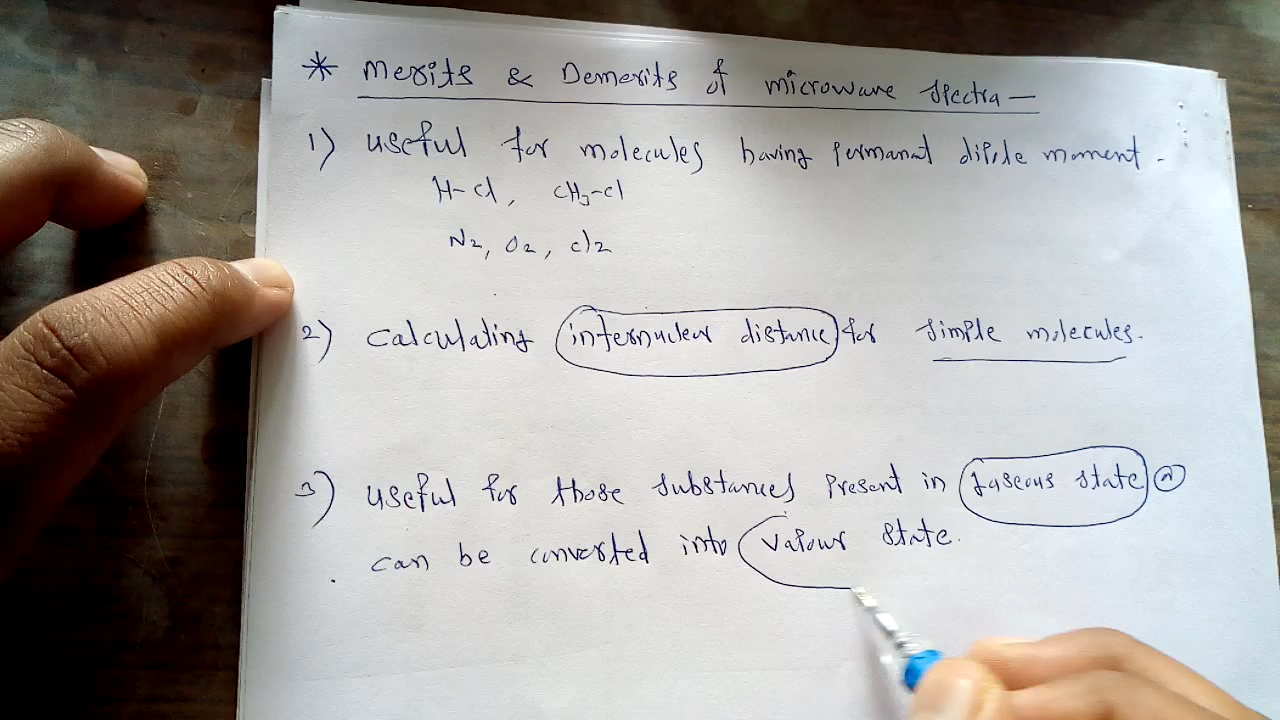 * Merits & Demerits of microwave spectra —
1) useful for molecules having permanat dipole moment -
H-Cl, CH3-Cl
N2, O2, Cl2
2) calculating internuclear distance for simple molecules.
3) useful for those substances present in gaseous state or
can be converted into vapour state.